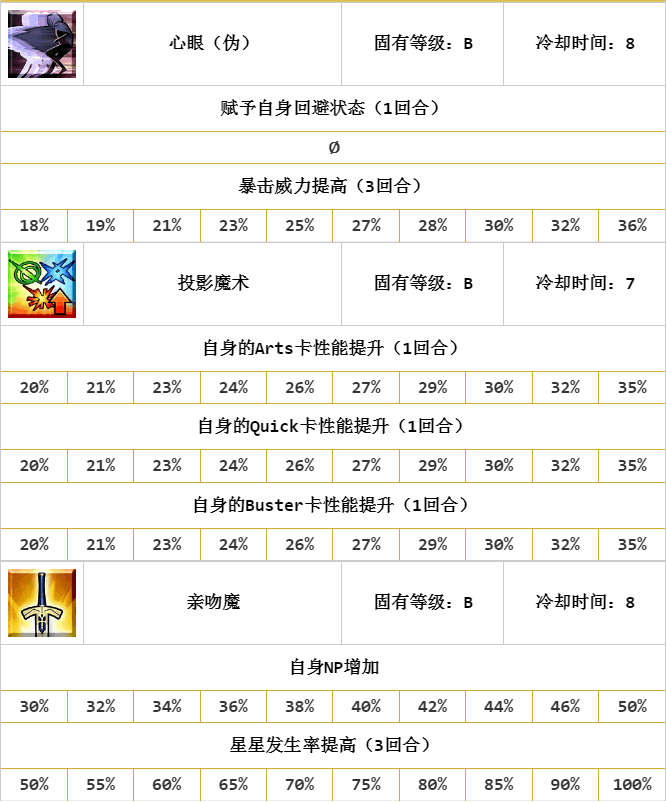 心眼（伪） 固有等级：B 冷却时间：8
赋予自身回避状态（1回合）
Ø
暴击威力提高（3回合）
18% 19% 21% 23% 25% 27% 28% 30% 32% 36%
投影魔术 固有等级：B 冷却时间：7
自身的Arts卡性能提升（1回合）
20% 21% 23% 24% 26% 27% 29% 30% 32% 35%
自身的Quick卡性能提升（1回合）
20% 21% 23% 24% 26% 27% 29% 30% 32% 35%
自身的Buster卡性能提升（1回合）
20% 21% 23% 24% 26% 27% 29% 30% 32% 35%
亲吻魔 固有等级：B 冷却时间：8
自身NP增加
30% 32% 34% 36% 38% 40% 42% 44% 46% 50%
星星发生率提高（3回合）
50% 55% 60% 65% 70% 75% 80% 85% 90% 100%